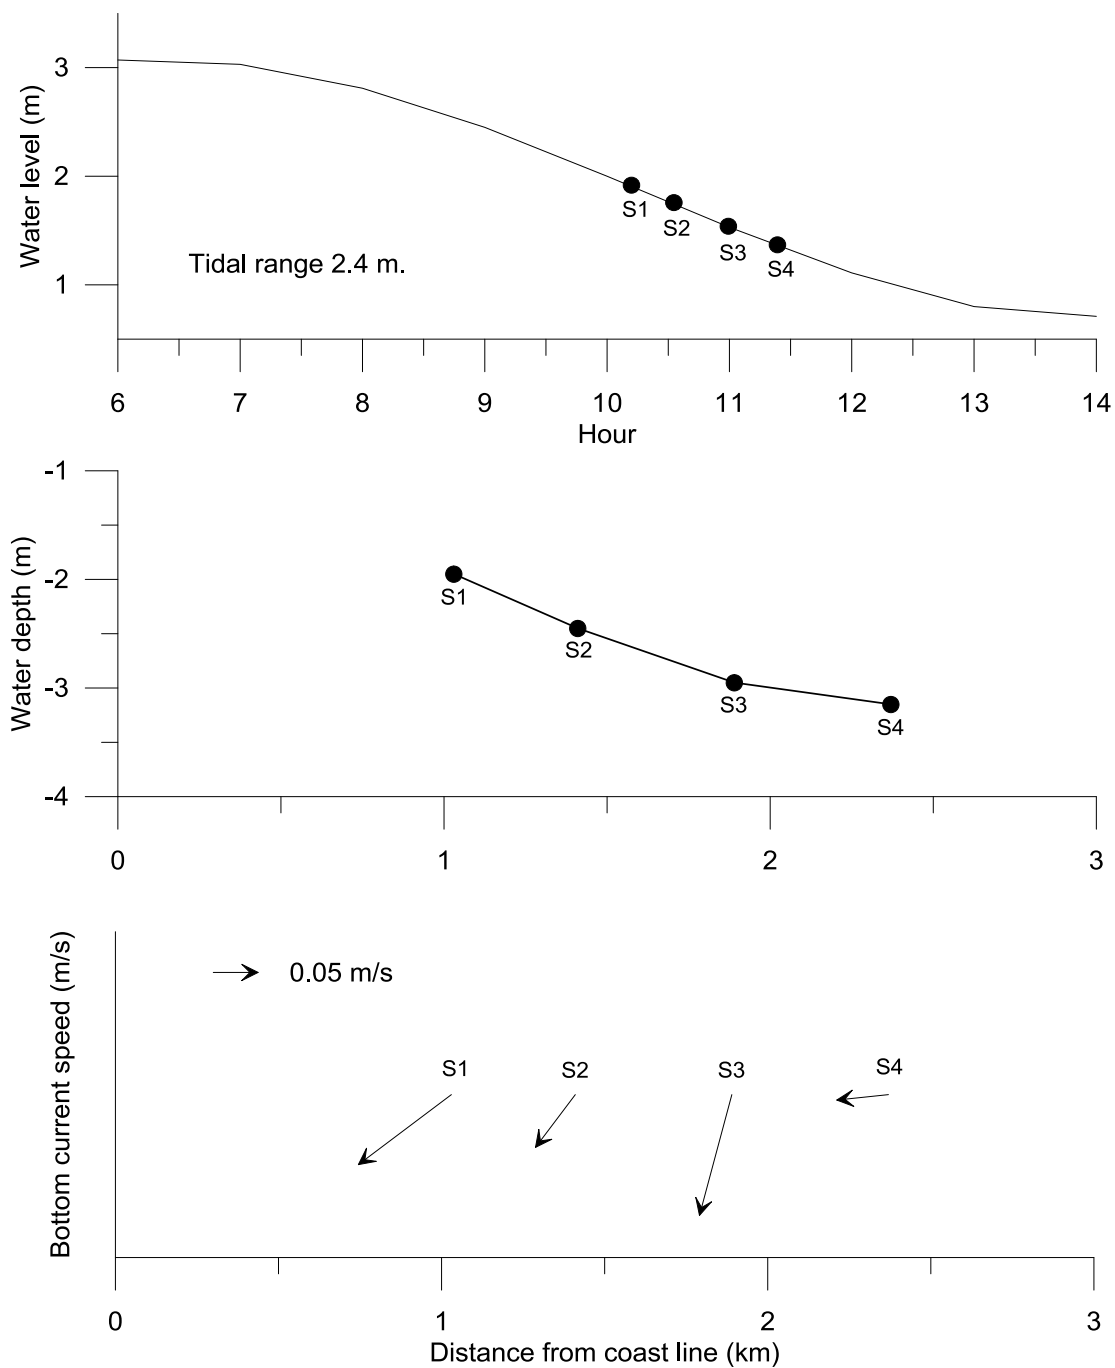 3
2
1
Water level (m)
S1
S2
S3
S4
Tidal range 2.4 m.
6 7 8 9 10 11 12 13 14
Hour
-1
-2
-3
-4
Water depth (m)
S1
S2
S3
S4
0 1 2 3
Bottom current speed (m/s)
0.05 m/s
S1 S2 S3 S4
0 1 2 3
Distance from coast line (km)